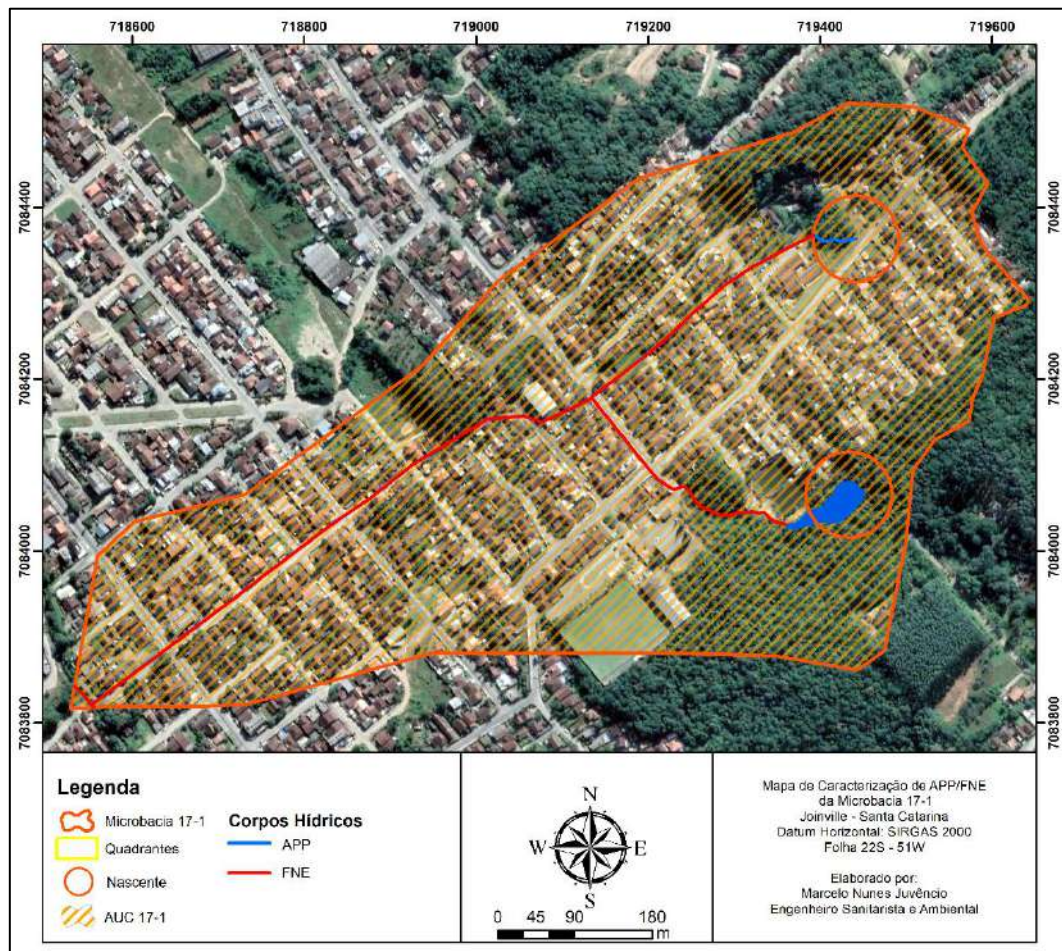 718600 718800 719000 719200 719400 719600
7084400 7084400
7084200 7084200
7084000 7084000
7083800 7083800
Legenda
Microbacia 17-1
Quadrantes
Nascente
AUC 17-1
Corpos Hídricos
APP
FNE
N
W E
S
0 45 90 180
m
Mapa de Caracterização de APP/FNE
da Microbacia 17-1
Joinville - Santa Catarina
Datum Horizontal: SIRGAS 2000
Folha 22S - 51W
Elaborado por:
Marcelo Nunes Juvêncio
Engenheiro Sanitarista e Ambiental